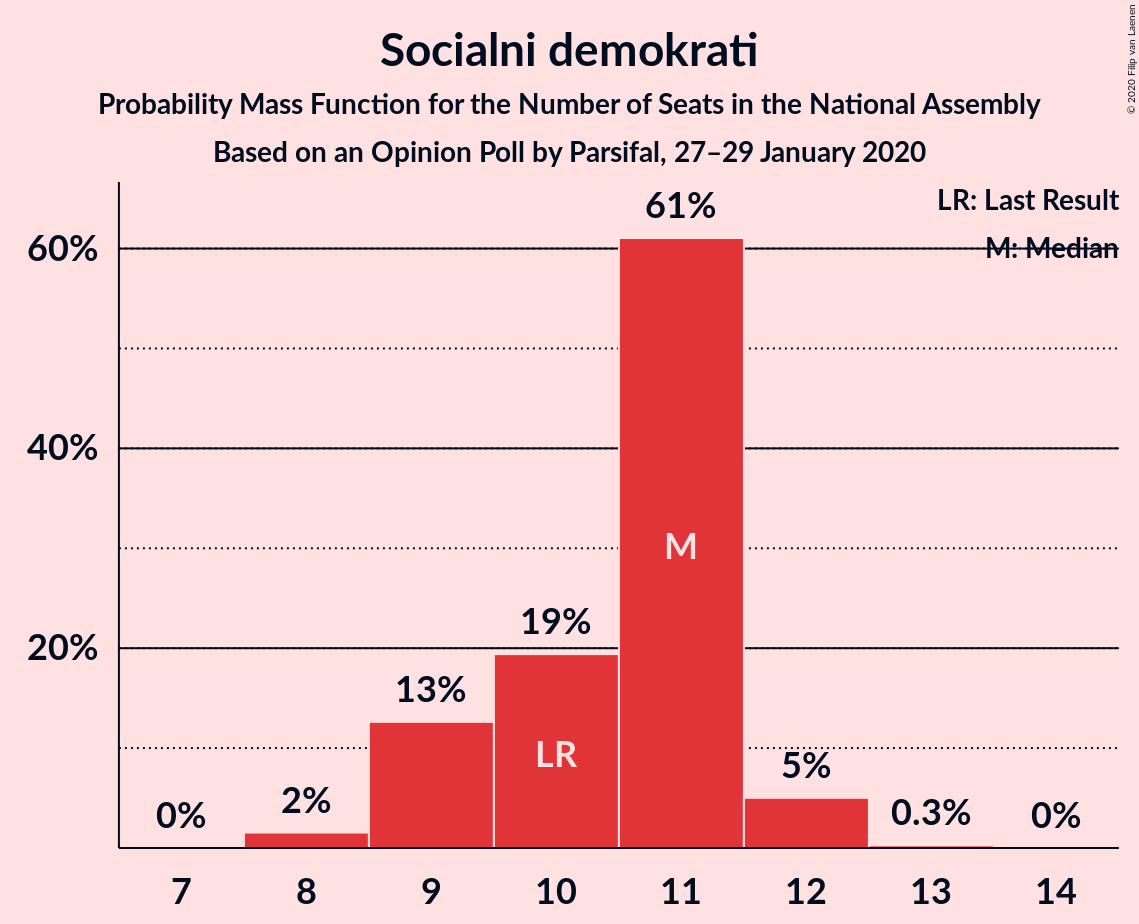 Socialni demokrati
Probability Mass Function for the Number of Seats in the National Assembly
Based on an Opinion Poll by Parsifal, 27–29 January 2020
© 2020 Filip van Laenen
LR: Last Result
M: Median
60%
40%
20%
0%
2%
13%
19%
61%
5%
0.3%
0%
LR
M
7 8 9 10 11 12 13 14